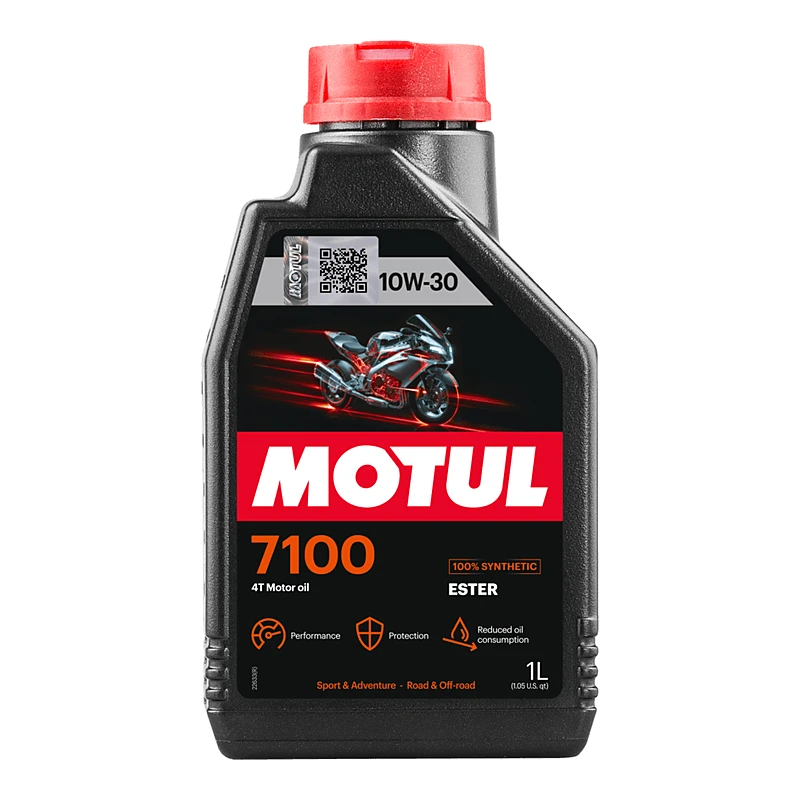 MOTUL
10W-30
MOTUL
7100
4T Motor oil
100% SYNTHETIC
ESTER
Performance
Protection
Reduced oil
consumption
22633(R)
Sport & Adventure - Road & Off-road
1L
(1.05 U.S. qt)